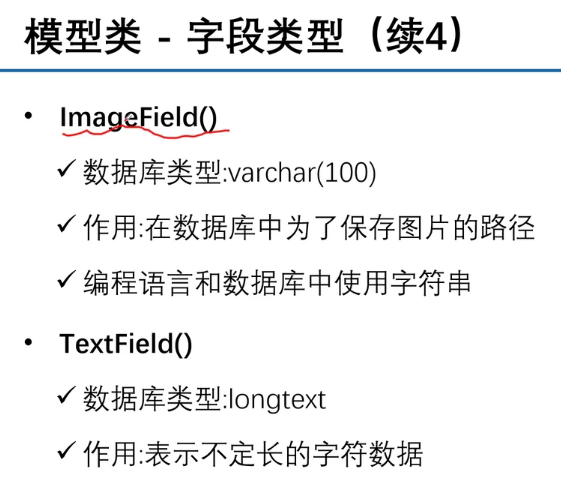 模型类 - 字段类型（续4）
• ImageField()
✓ 数据库类型:varchar(100)
✓ 作用:在数据库中为了保存图片的路径
✓ 编程语言和数据库中使用字符串
• TextField()
✓ 数据库类型:longtext
✓ 作用:表示不定长的字符数据